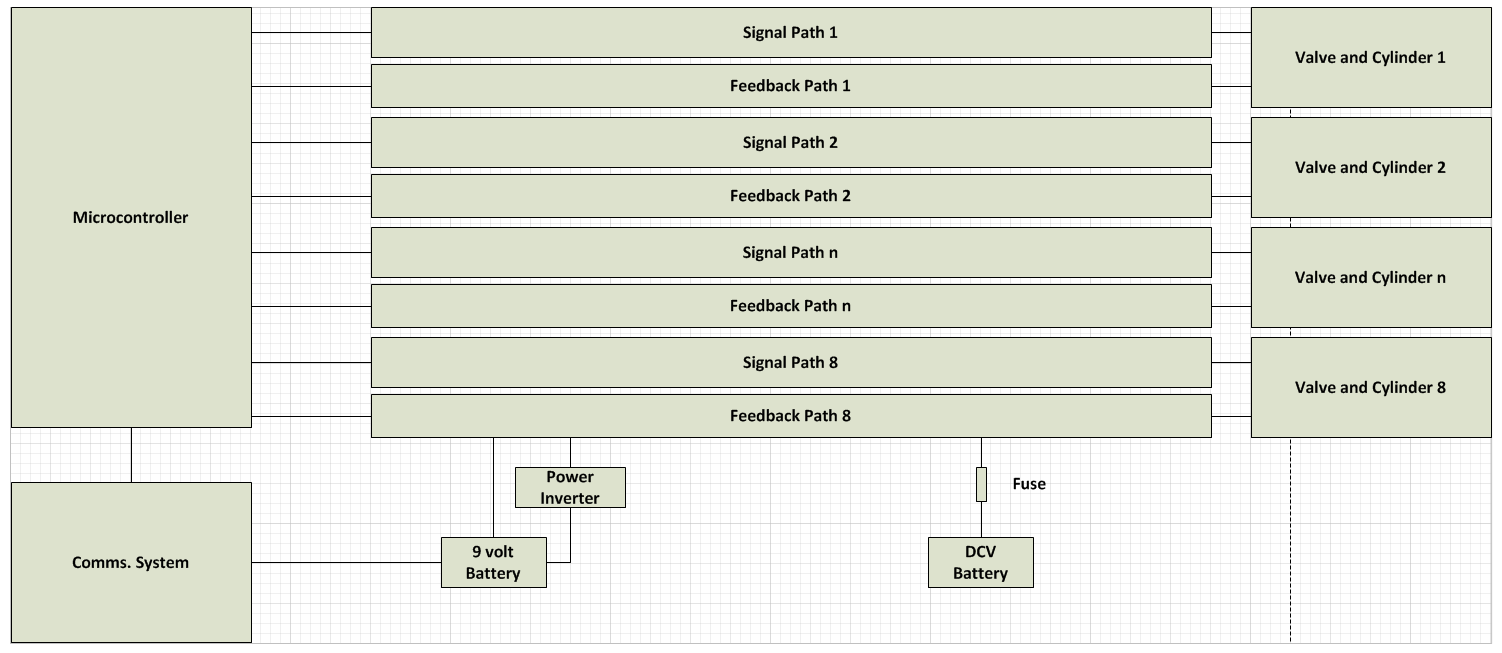 Signal Path 1
Valve and Cylinder 1
Feedback Path 1
Signal Path 2
Valve and Cylinder 2
Feedback Path 2
Microcontroller
Signal Path n
Valve and Cylinder n
Feedback Path n
Signal Path 8
Valve and Cylinder 8
Feedback Path 8
Power
Inverter
Fuse
Comms. System
9 volt
Battery
DCV
Battery